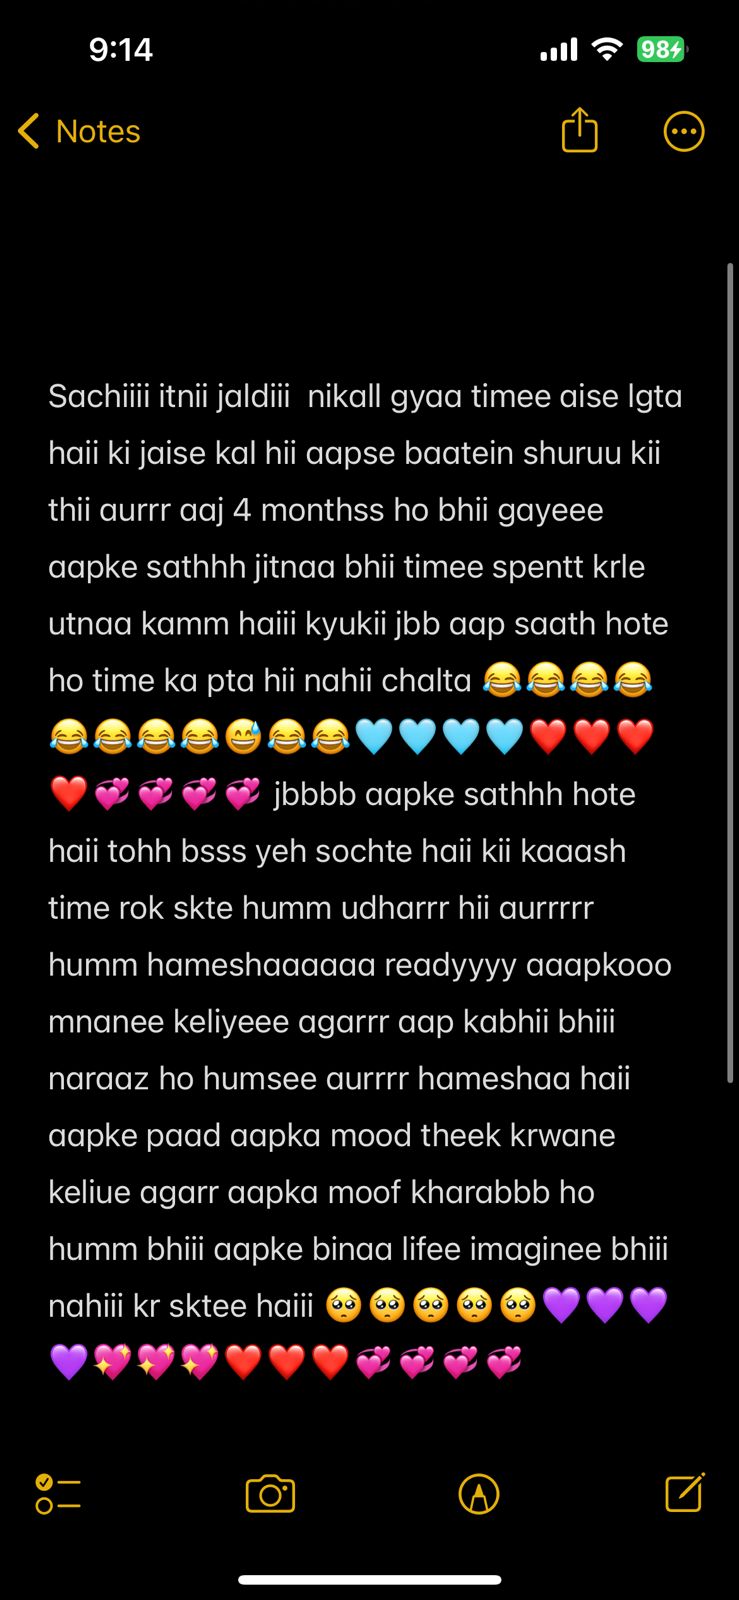 9:14
98
Notes
Sachiiii itnii jaldiii  nikall gyaa timee aise lgta
haii ki jaise kal hii aapse baatein shuruu kii
thii aurrr aaj 4 monthss ho bhii gayeee
aapke sathhh jitnaa bhii timee spentt krle
utnaa kamm haiii kyukii jbb aap saath hote
ho time ka pta hii nahii chalta 😂😂😂😂
😂😂😂😂😅😂😂🩵🩵🩵🩵❤️❤️❤️
❤️💞💞💞💞 jbbbb aapke sathhh hote
haii tohh bsss yeh sochte haii kii kaaash
time rok skte humm udharrr hii aurrrrr
humm hameshaaaaaa readyyyy aaapkooo
mnanee keliyeee agarrr aap kabhii bhiii
naraaz ho humsee aurrrr hameshaa haii
aapke paad aapka mood theek krwane
keliue agarr aapka moof kharabbb ho
humm bhiii aapke binaa lifee imaginee bhiii
nahiii kr sktee haiii 🥺🥺🥺🥺🥺💜💜💜
💜💖💖💖❤️❤️❤️💞💞💞💞